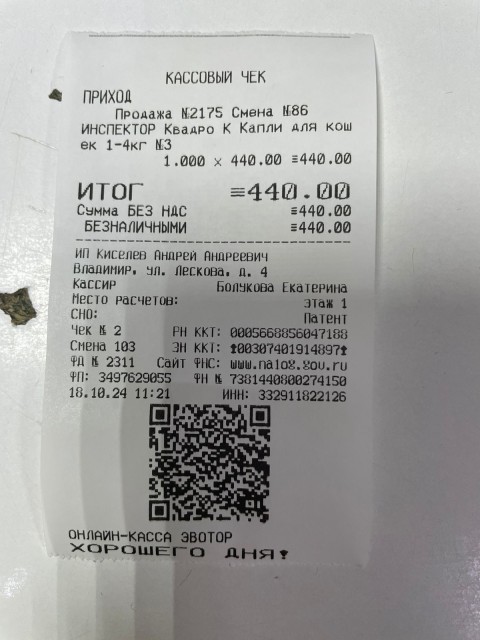 КАССОВЫЙ ЧЕК
ПРИХОД
Продажа №2175 Смена №86
ИНСПЕКТОР Квадро К Капли для кош
ек 1-4кг №3
1.000 × 440.00 ≡440.00
ИТОГ ≡440.00
Сумма БЕЗ НДС ≡440.00
БЕЗНАЛИЧНЫМИ ≡440.00
ИП Киселев Андрей Андреевич
Владимир, ул. Лескова, д. 4
Кассир Болукова Екатерина
Место расчетов: этаж 1
СНО: Патент
Чек № 2 РН ККТ: 0005668856047188
Смена 103 ЗН ККТ: 00307401914897
ФД № 2311 Сайт ФНС: www.nalog.gov.ru
ФП: 3497629055 ФН № 7381440800274150
18.10.24 11:21 ИНН: 332911822126
ОНЛАЙН-КАССА ЭВОТОР
ХОРОШЕГО ДНЯ!